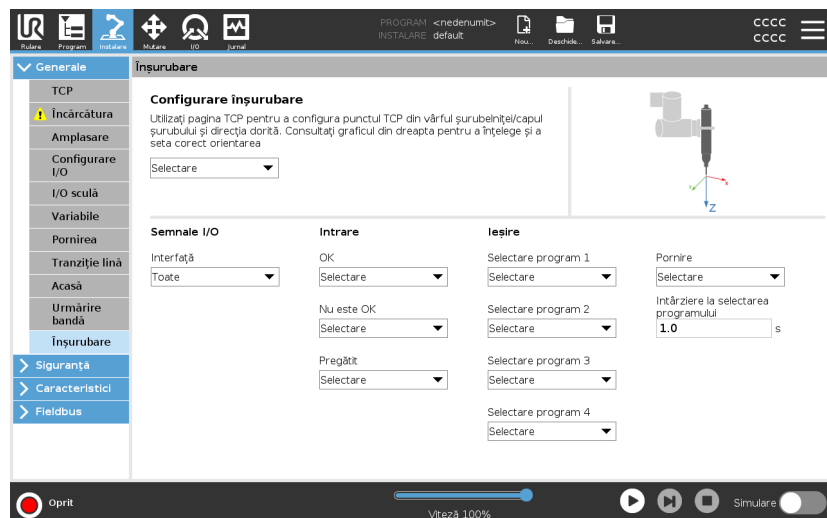 PROGRAM <nedenumit>
INSTALARE default
Rulare
Program
Instalare
Mutare
I/O
Jurnal
Nou...
Deschide...
Salvare...
cccc
cccc
Generale
TCP
Încărcătura
Amplasare
Configurare
I/O
I/O sculă
Variabile
Pornirea
Tranziție lină
Acasă
Urmărire
bandă
Înșurubare
Siguranță
Caracteristici
Fieldbus
Înșurubare
Configurare înșurubare
Utilizați pagina TCP pentru a configura punctul TCP din vârful șurubelniței/capul
șurubului și direcția dorită. Consultați graficul din dreapta pentru a înțelege și a
seta corect orientarea
Selectare
Y
X
Z
Semnale I/O
Interfață
Toate
Intrare
OK
Selectare
Nu este OK
Selectare
Pregătit
Selectare
Ieșire
Selectare program 1
Selectare
Selectare program 2
Selectare
Selectare program 3
Selectare
Selectare program 4
Selectare
Pornire
Selectare
Întârziere la selectarea
programului
1.0 s
Oprit
Viteză 100%
Simulare